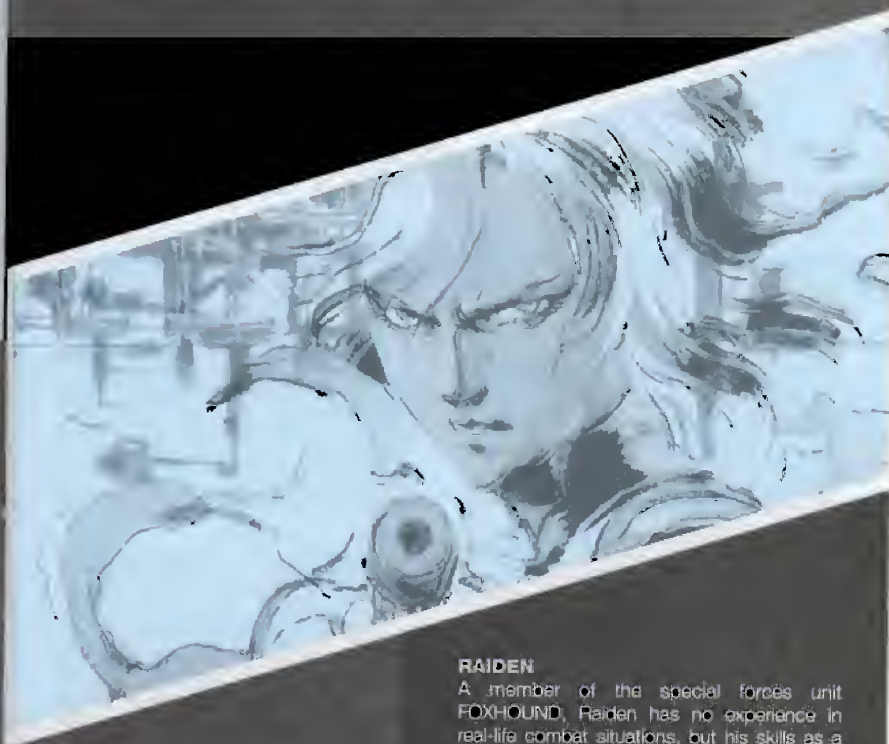 RAIDEN
A member of the special forces unit
FOXHOUND, Raiden has no experience in
real-life combat situations, but his skills as a